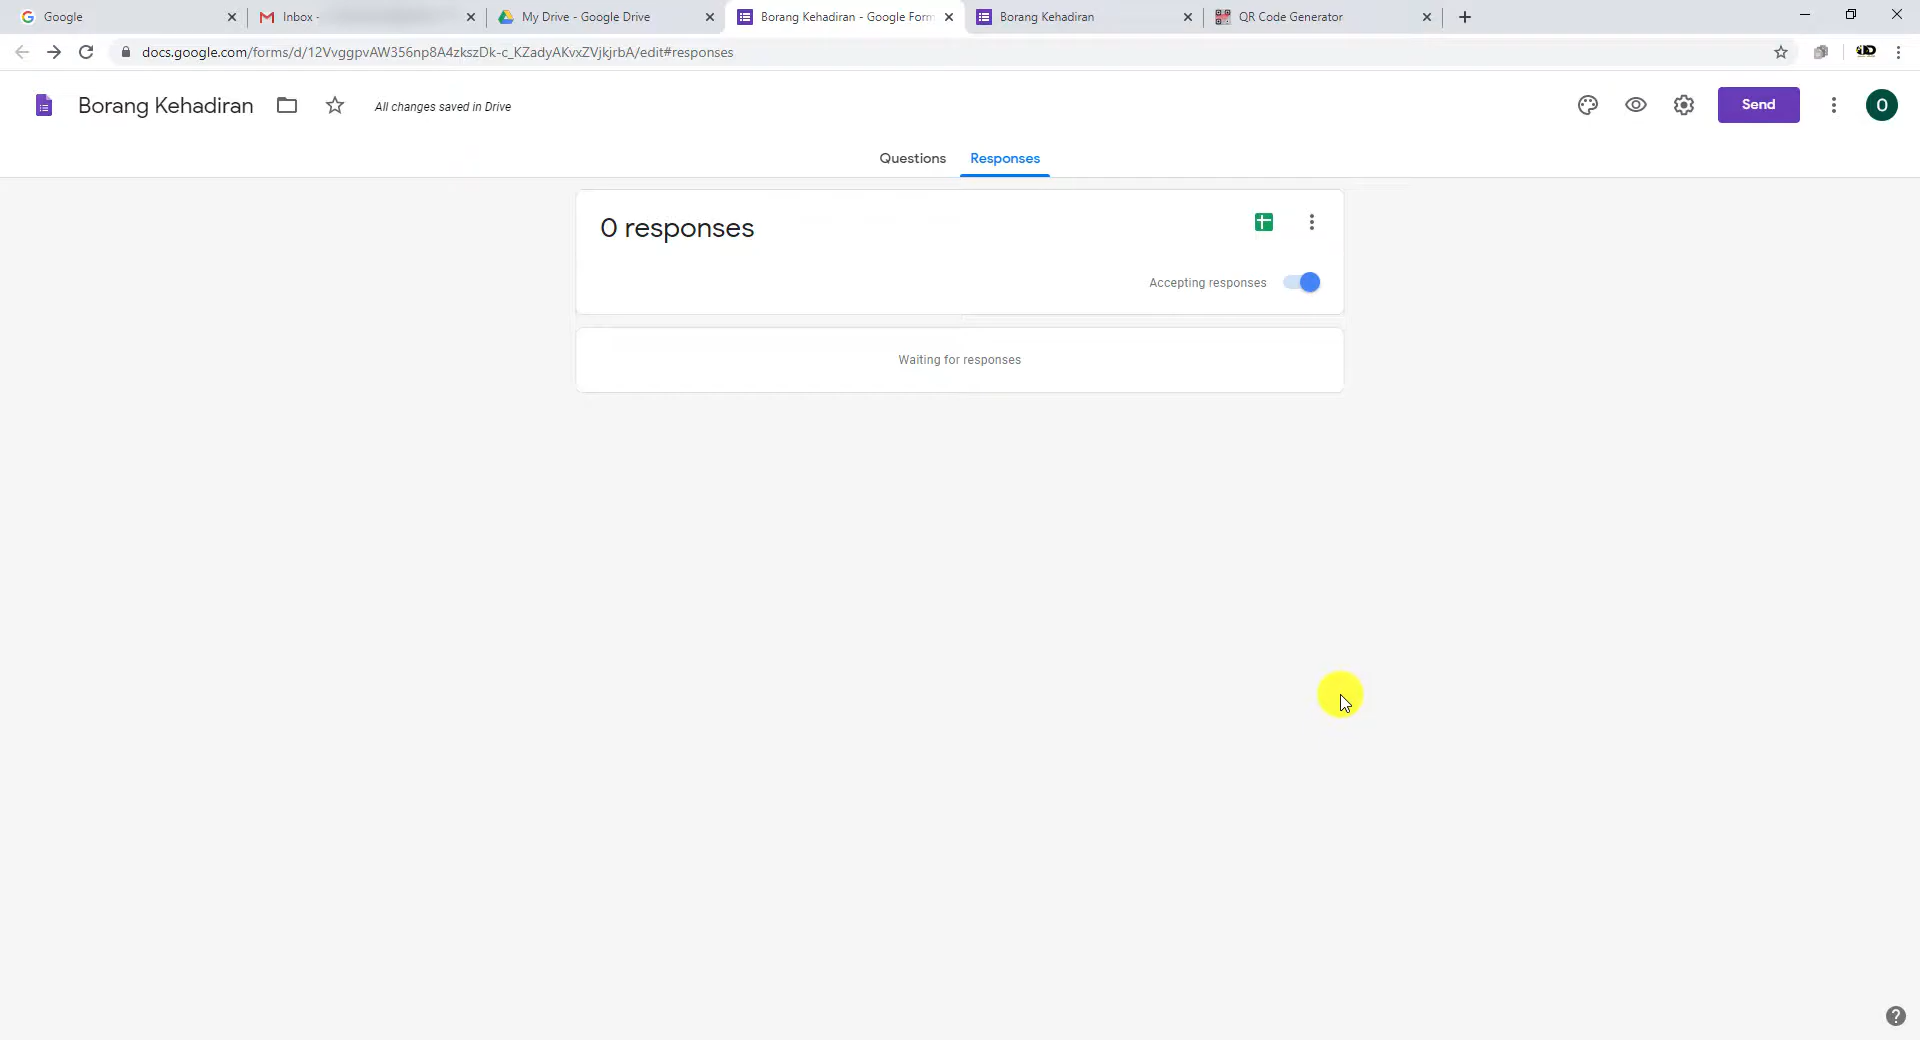 Google
Inbox -
My Drive - Google Drive
Borang Kehadiran - Google Form
Borang Kehadiran
QR Code Generator
docs.google.com/forms/d/12VvggpvAW356np8A4zkszDk-c_KZadyAKvxZVjkjrbA/edit#responses
Borang Kehadiran
All changes saved in Drive
Send
O
Questions
Responses
0 responses
Accepting responses
Waiting for responses